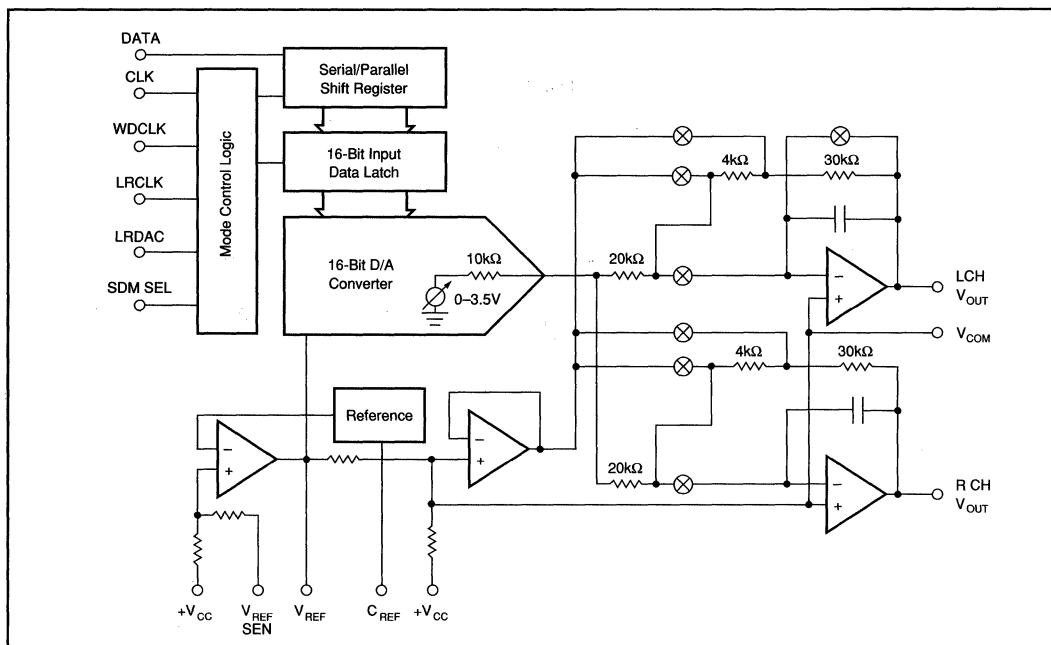 DATA
CLK
WDCLK
LRCLK
LRDAC
SDM SEL
Mode Control Logic
Serial/Parallel
Shift Register
16-Bit Input
Data Latch
16-Bit D/A
Converter
10kΩ
0–3.5V
4kΩ
30kΩ
20kΩ
−
+
LCH
VOUT
VCOM
4kΩ
30kΩ
20kΩ
−
+
R CH
VOUT
Reference
−
+
−
+
+VCC
VREF
SEN
VREF
CREF
+VCC